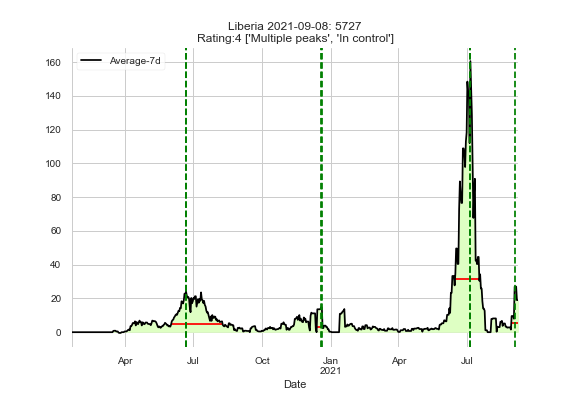 Liberia 2021-09-08: 5727
Rating:4 ['Multiple peaks', 'In control']
Average-7d
160
140
120
100
80
60
40
20
0
Apr
Jul
Oct
Jan
2021
Apr
Jul
Date